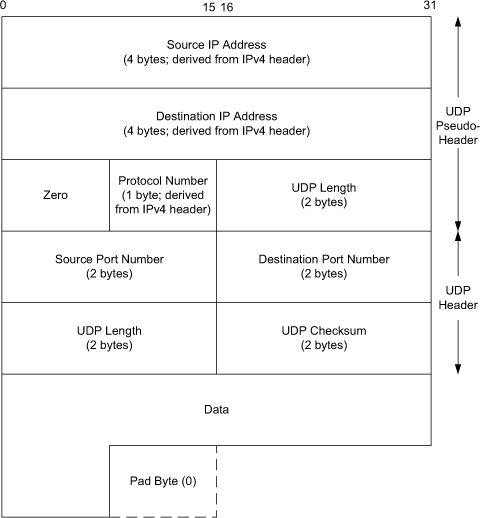 0 15 16 31
Source IP Address
(4 bytes; derived from IPv4 header)
Destination IP Address
(4 bytes; derived from IPv4 header)
UDP
Pseudo-
Header
Zero
Protocol Number
(1 byte; derived
from IPv4 header)
UDP Length
(2 bytes)
Source Port Number
(2 bytes)
Destination Port Number
(2 bytes)
UDP
Header
UDP Length
(2 bytes)
UDP Checksum
(2 bytes)
Data
Pad Byte (0)